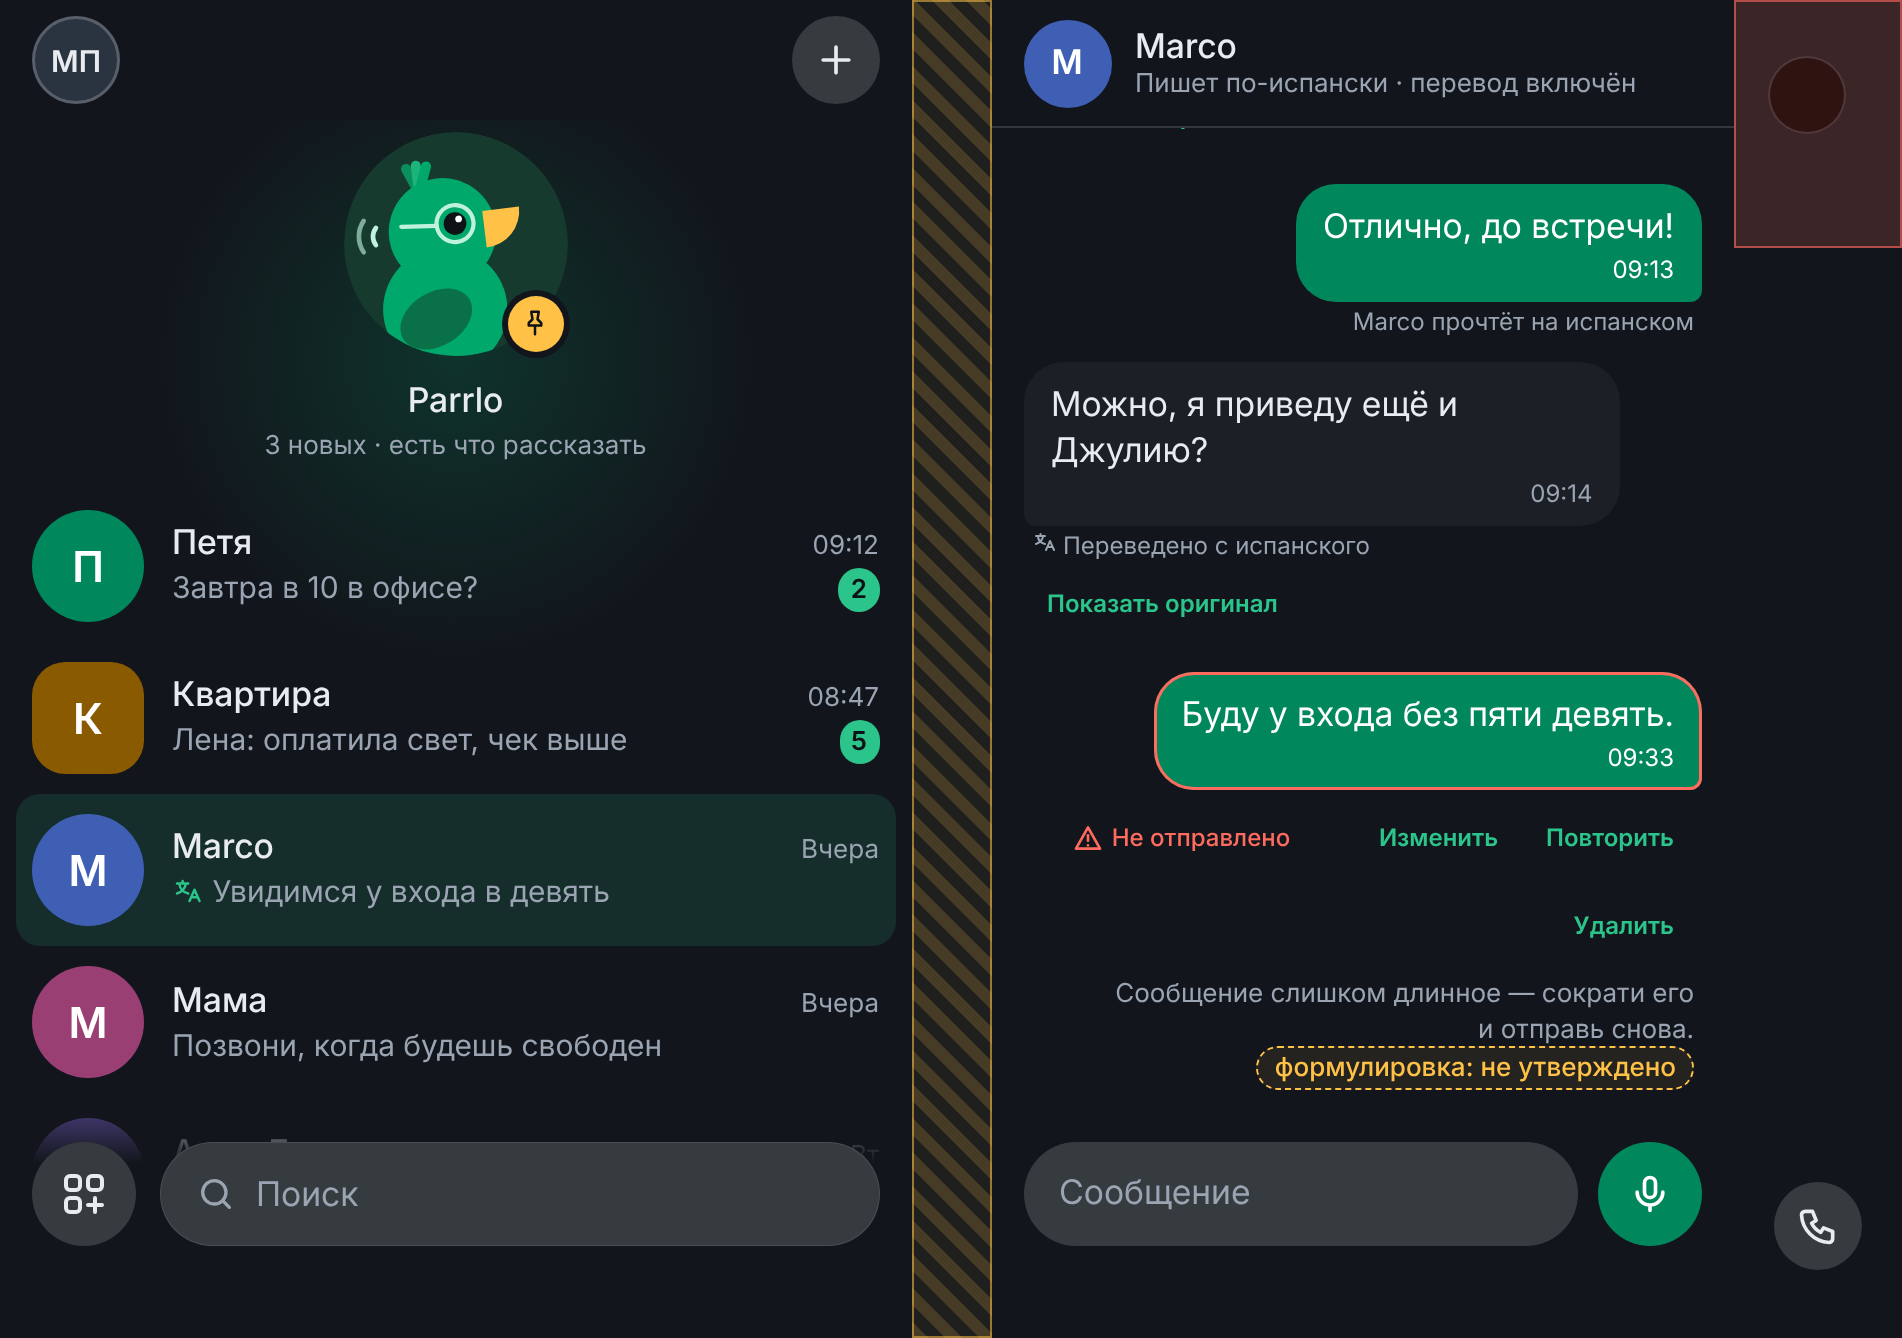 МП
Parrlo
3 новых · есть что рассказать
П
Петя
09:12
Завтра в 10 в офисе?
2
К
Квартира
08:47
Лена: оплатила свет, чек выше
5
M
Marco
Вчера
Увидимся у входа в девять
М
Мама
Вчера
Позвони, когда будешь свободен
Поиск
M
Marco
Пишет по-испански · перевод включён
Отлично, до встречи!
09:13
Marco прочтёт на испанском
Можно, я приведу ещё и
Джулию?
09:14
Переведено с испанского
Показать оригинал
Буду у входа без пяти девять.
09:33
Не отправлено
Изменить
Повторить
Удалить
Сообщение слишком длинное — сократи его
и отправь снова.
формулировка: не утверждено
Сообщение